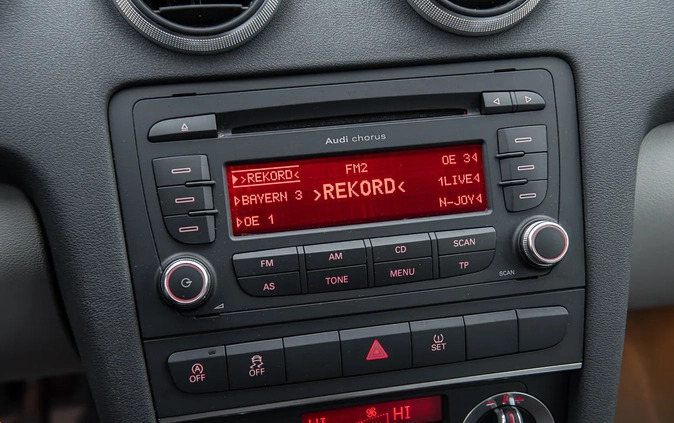 Audi chorus
>REKORD< FM2 OE 3
BAYERN 3 >REKORD< 1LIVE
OE 1 N-JOY
FM AM CD SCAN
AS TONE MENU TP
SCAN
OFF OFF SET
HI HI